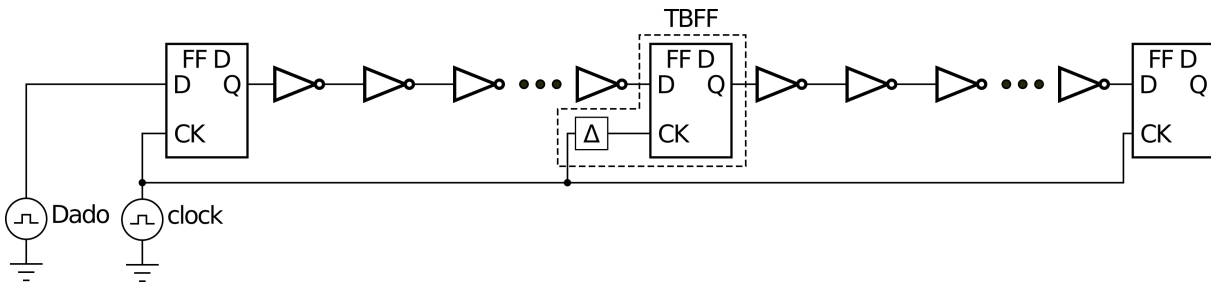 TBFF
FF D
D Q
CK
FF D
D Q
CK
Δ
FF D
D Q
CK
Dado
clock